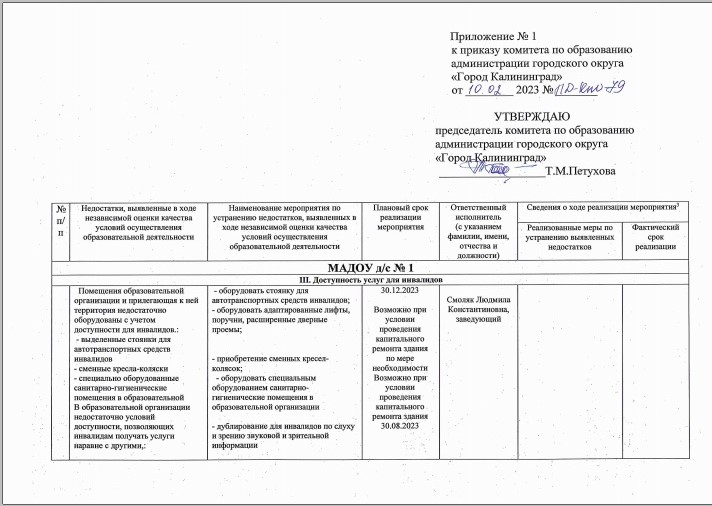 Приложение № 1
к приказу комитета по образованию
администрации городского округа
«Город Калининград»
от 10.02 2023 №ПД-КпО-79
УТВЕРЖДАЮ
председатель комитета по образованию
администрации городского округа
«Город Калининград»
Т.М.Петухова
№
п/
п
Недостатки, выявленные в ходе
независимой оценки качества
условий осуществления
образовательной деятельности
Наименование мероприятия по
устранению недостатков, выявленных в
ходе независимой оценки качества
условий осуществления
образовательной деятельности
Плановый срок
реализации
мероприятия
Ответственный
исполнитель
(с указанием
фамилии, имени,
отчества и
должности)
Сведения о ходе реализации мероприятия³
Реализованные меры по
устранению выявленных
недостатков
Фактический
срок
реализации
МАДОУ д/с № 1
III. Доступность услуг для инвалидов
Помещения образовательной
организации и прилегающая к ней
территория недостаточно
оборудованы с учетом
доступности для инвалидов.:
- выделенные стоянки для
автотранспортных средств
инвалидов
- сменные кресла-коляски
- специально оборудованные
санитарно-гигиенические
помещения в образовательной
В образовательной организации
недостаточно условий
доступности, позволяющих
инвалидам получать услуги
наравне с другими,:
- оборудовать стоянку для
автотранспортных средств инвалидов;
- оборудовать адаптированные лифты,
поручни, расширенные дверные
проемы;
- приобретение сменных кресел-
колясок;
- оборудовать специальным
оборудованием санитарно-
гигиенические помещения в
образовательной организации
- дублирование для инвалидов по слуху
и зрению звуковой и зрительной
информации
30.12.2023
Возможно при
условии
проведения
капитального
ремонта здания
по мере
необходимости
Возможно при
условии
проведения
капитального
ремонта здания
30.08.2023
Смоляк Людмила
Константиновна,
заведующий